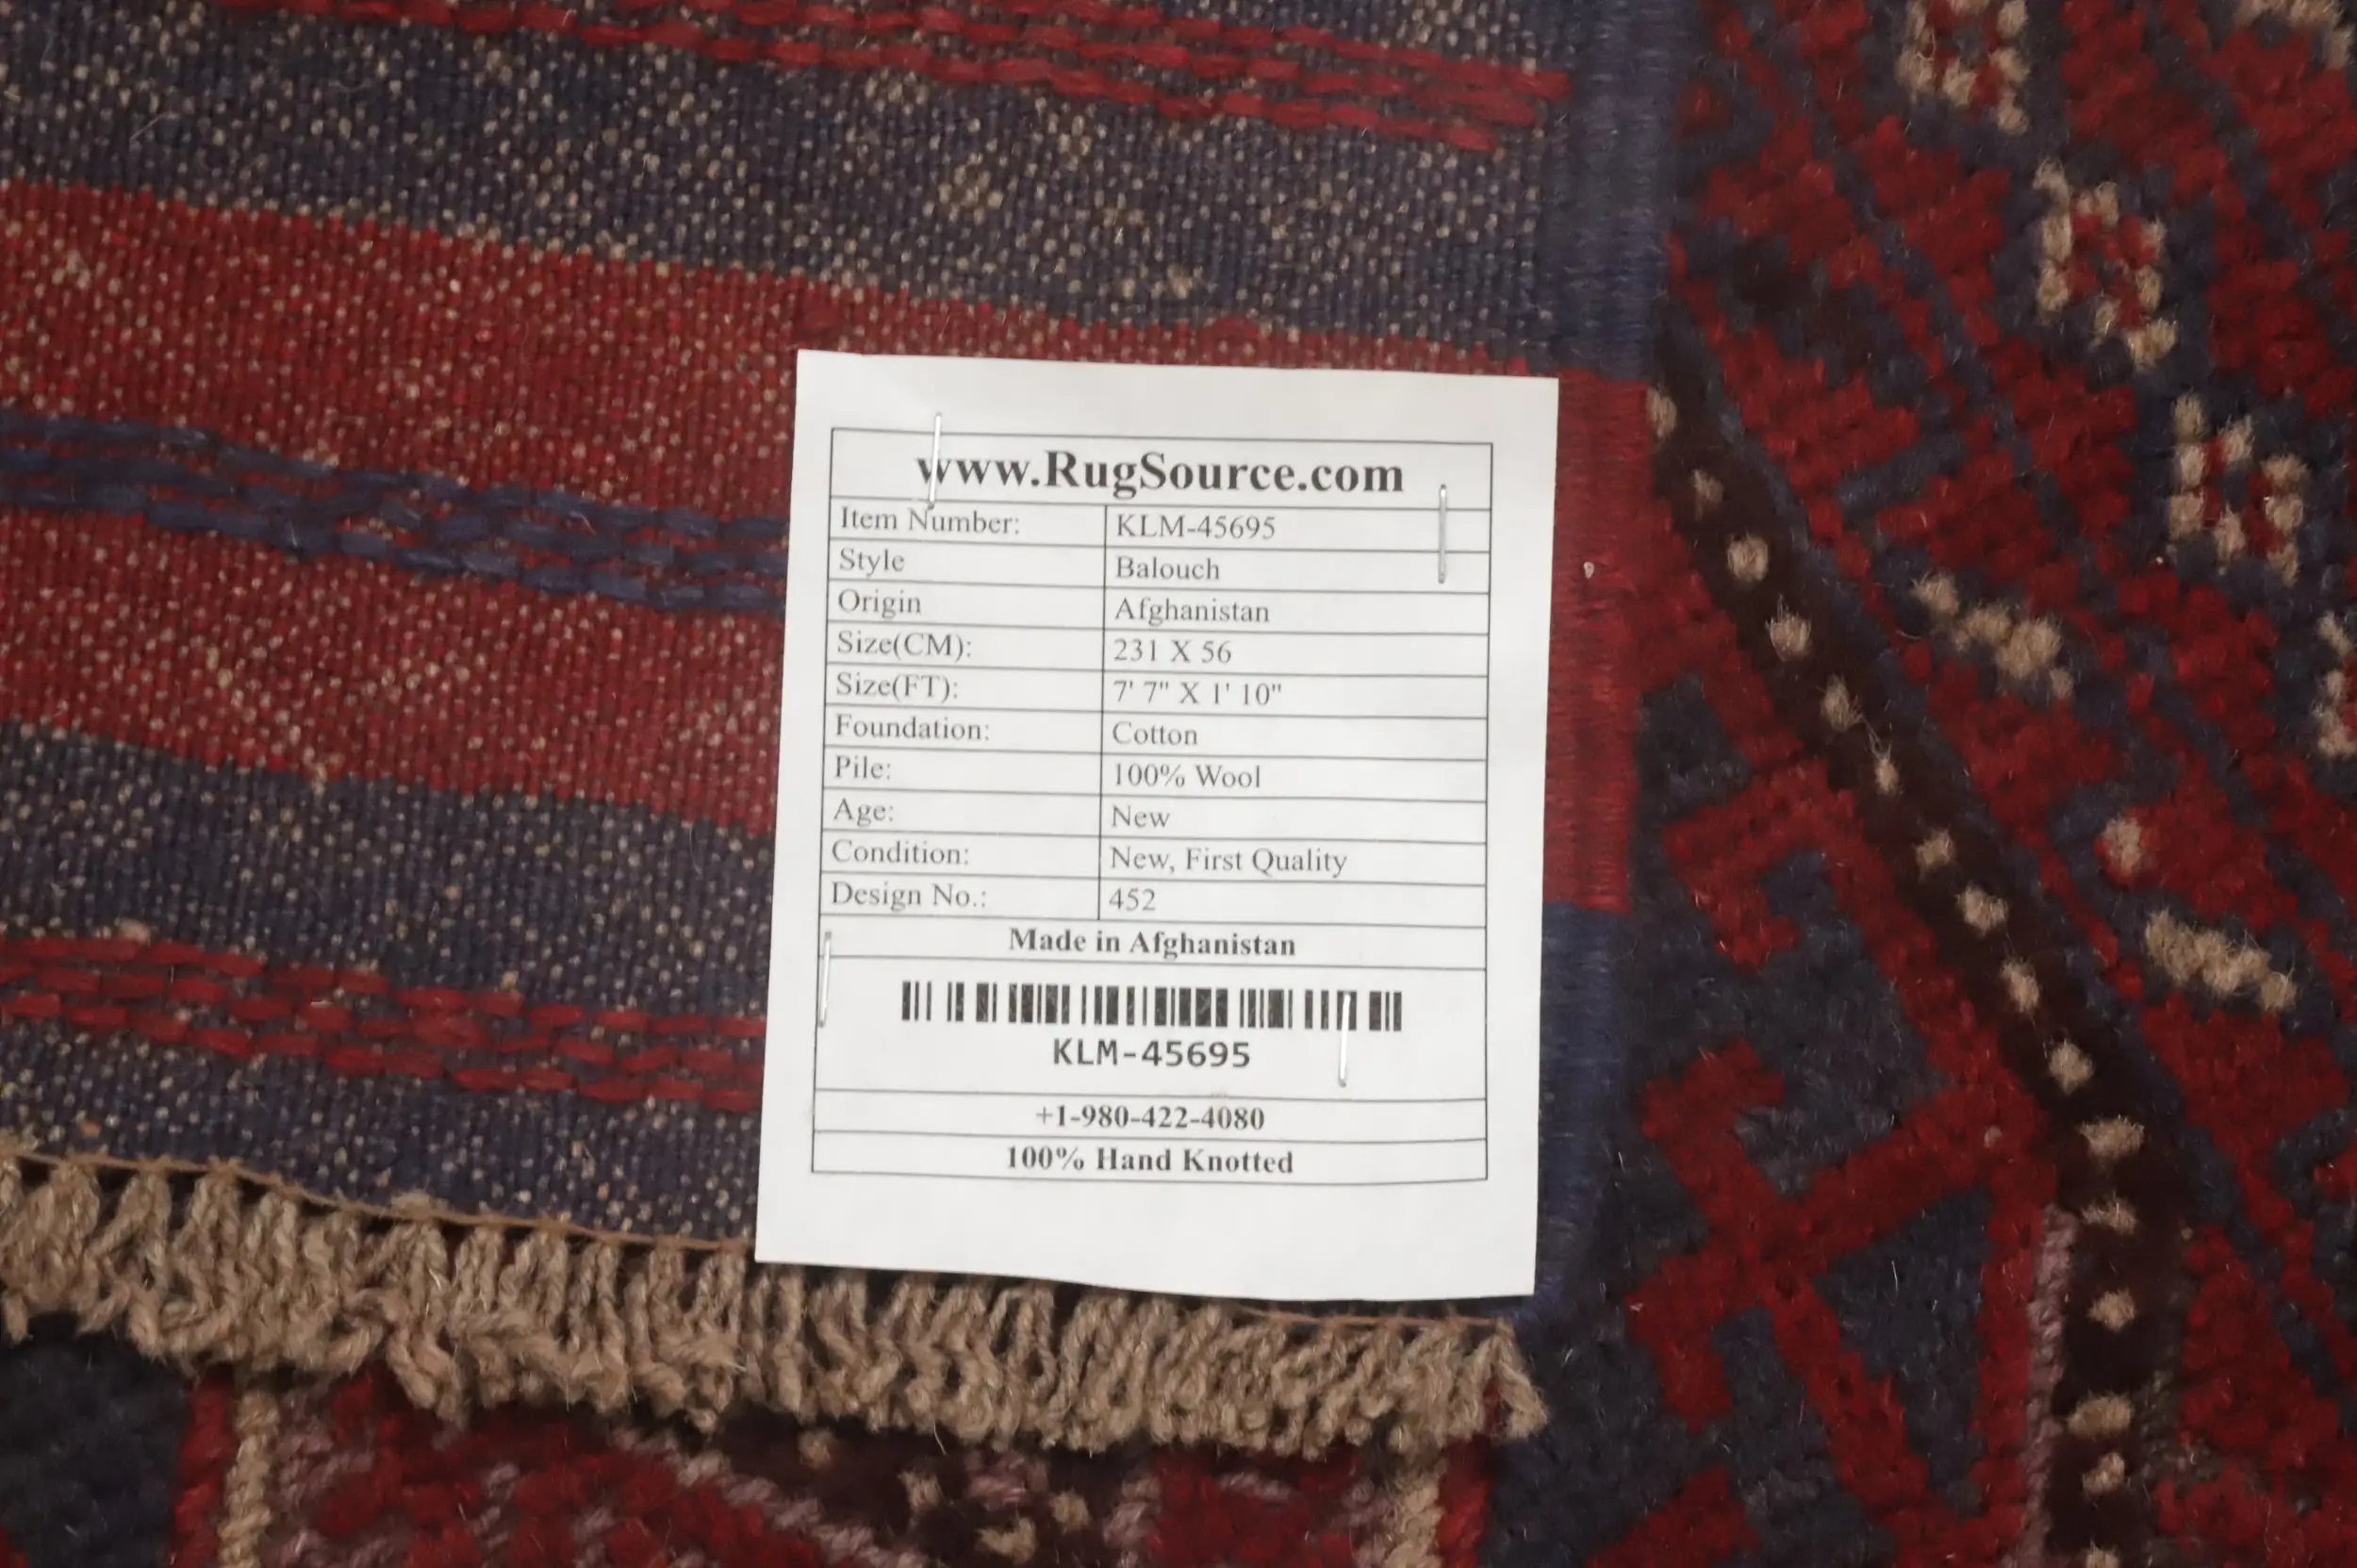 www.RugSource.com
Item Number: KLM-45695
Style Balouch
Origin Afghanistan
Size(CM): 231 X 56
Size(FT): 7' 7" X 1' 10"
Foundation: Cotton
Pile: 100% Wool
Age: New
Condition: New, First Quality
Design No.: 452
Made in Afghanistan
KLM-45695
+1-980-422-4080
100% Hand Knotted